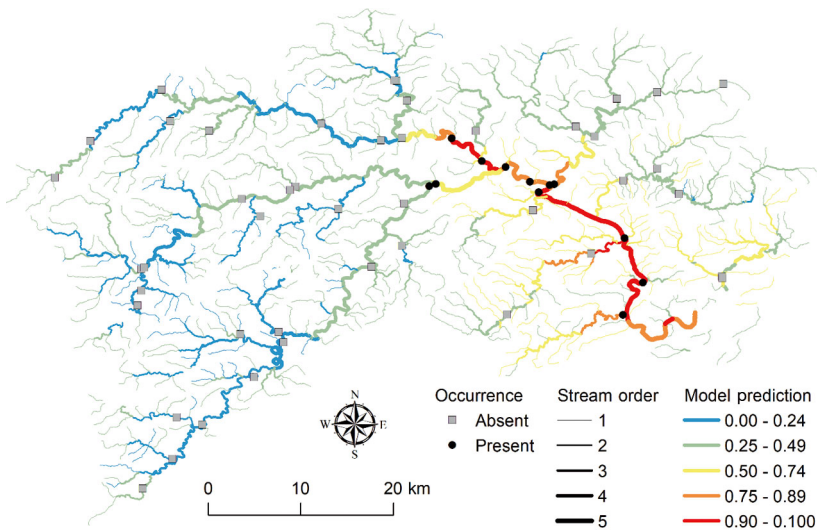 N
W E
S
0 10 20 km
Occurrence
Absent
Present
Stream order
1
2
3
4
5
Model prediction
0.00 - 0.24
0.25 - 0.49
0.50 - 0.74
0.75 - 0.89
0.90 - 0.100